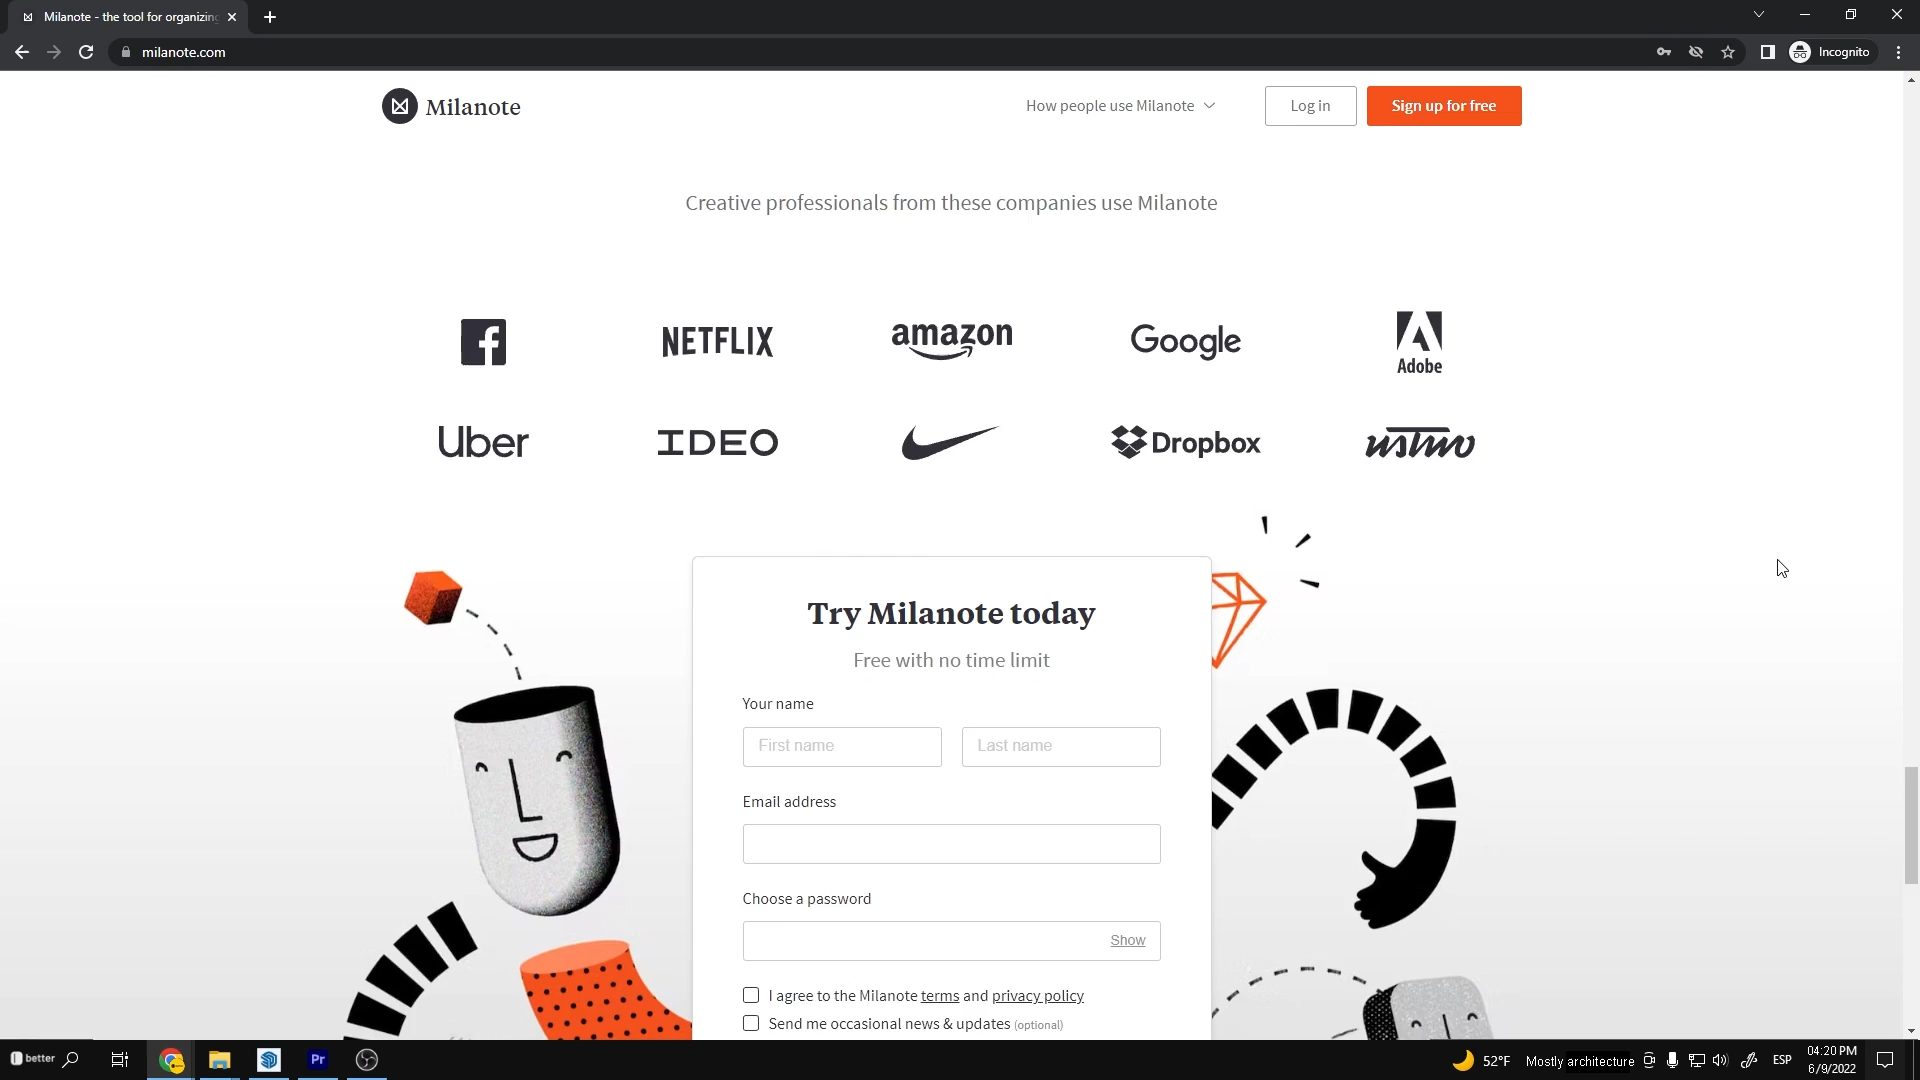 Milanote - the tool for organizing
milanote.com
Incognito
Milanote
How people use Milanote
Log in
Sign up for free
Creative professionals from these companies use Milanote
NETFLIX
amazon
Google
Adobe
Uber
IDEO
Dropbox
ustwo
Try Milanote today
Free with no time limit
Your name
First name
Last name
Email address
Choose a password
Show
I agree to the Milanote terms and privacy policy
Send me occasional news & updates (optional)
better
Pr
52°F
Mostly architecture
ESP
04:20 PM
6/9/2022